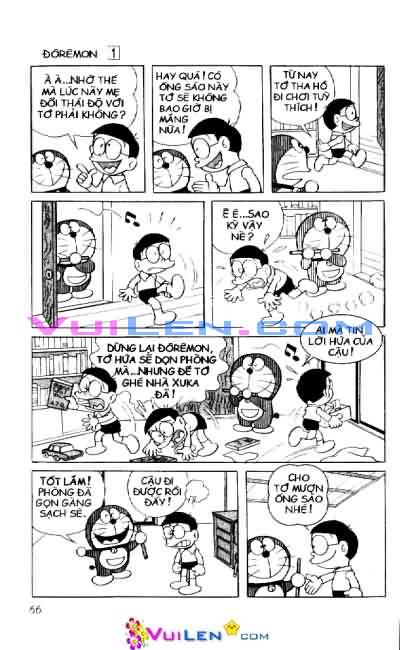 ĐÔRÊMON 1
À À...NHỜ THẾ
MÀ LÚC NÀY MẸ
ĐỔI THÁI ĐỘ VỚI
TỚ PHẢI KHÔNG?
HAY QUÁ! CÓ
ỐNG SÁO NÀY
TỚ SẼ KHÔNG
BAO GIỜ BỊ
MẮNG
NỮA!
TỪ NAY
TỚ THA HỒ
ĐI CHƠI TUỲ
THÍCH!
Ê Ê...SAO
KỲ VẬY
NÈ?
AI MÀ TIN
LỜI HỨA CỦA
CẬU!
DỪNG LẠI ĐÔRÊMON,
TỚ HỨA SẼ DỌN PHÒNG
MÀ...NHƯNG ĐỂ TỚ
GHÉ NHÀ XUKA
ĐÃ!
VuiLen.com
TỐT LẮM!
PHÒNG ĐÃ
GỌN GÀNG
SẠCH SẼ.
CẬU ĐI
ĐƯỢC RỒI
ĐẤY!
CHO
TỚ MƯỢN
ỐNG SÁO
NHÉ!
66
VuiLen.com